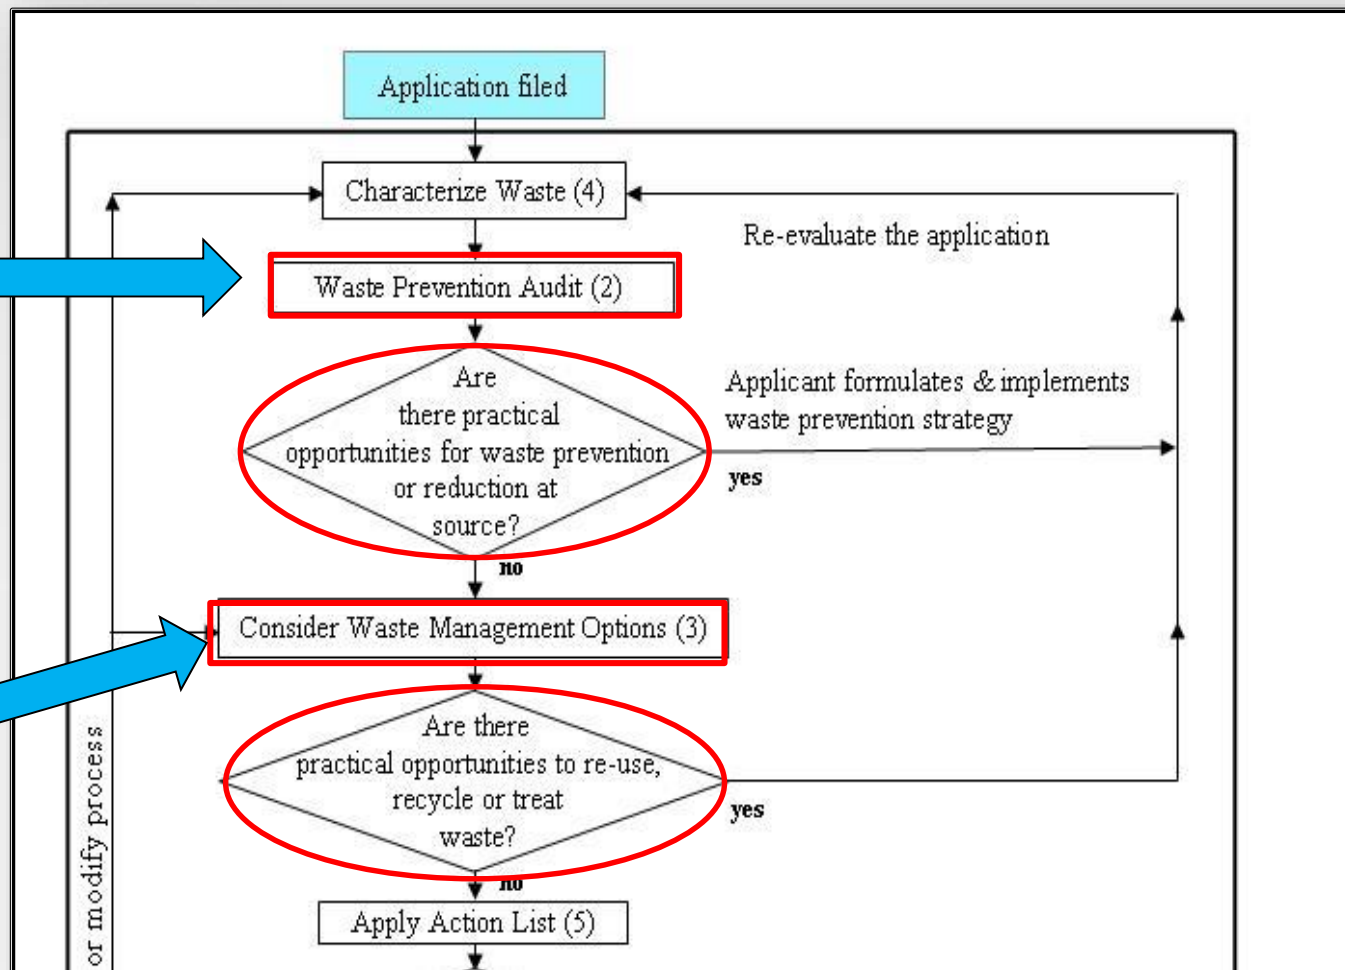 Application filed
Characterize Waste (4)
Re-evaluate the application
Waste Prevention Audit (2)
Are
there practical
opportunities for waste prevention
or reduction at
source?
Applicant formulates & implements
waste prevention strategy
yes
no
Consider Waste Management Options (3)
Are there
practical opportunities to re-use,
recycle or treat
waste?
yes
no
Apply Action List (5)
or modify process